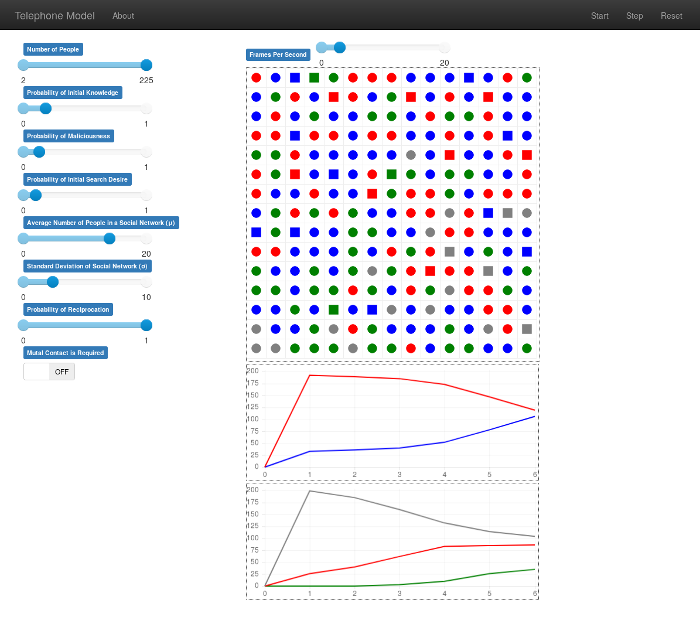 Telephone Model About Start Step Reset
Number of People
2 225
Probability of Initial Knowledge
0 1
Probability of Maliciousness
0 1
Probability of Initial Search Desire
0 1
Average Number of People in a Social Network (μ)
0 20
Standard Deviation of Social Network (σ)
0 10
Probability of Reciprocation
0 1
Mutal Contact is Required
OFF
Frames Per Second
0 20
200
175
150
125
100
75
50
25
0
0 1 2 3 4 5 6
200
175
150
125
100
75
50
25
0
0 1 2 3 4 5 6